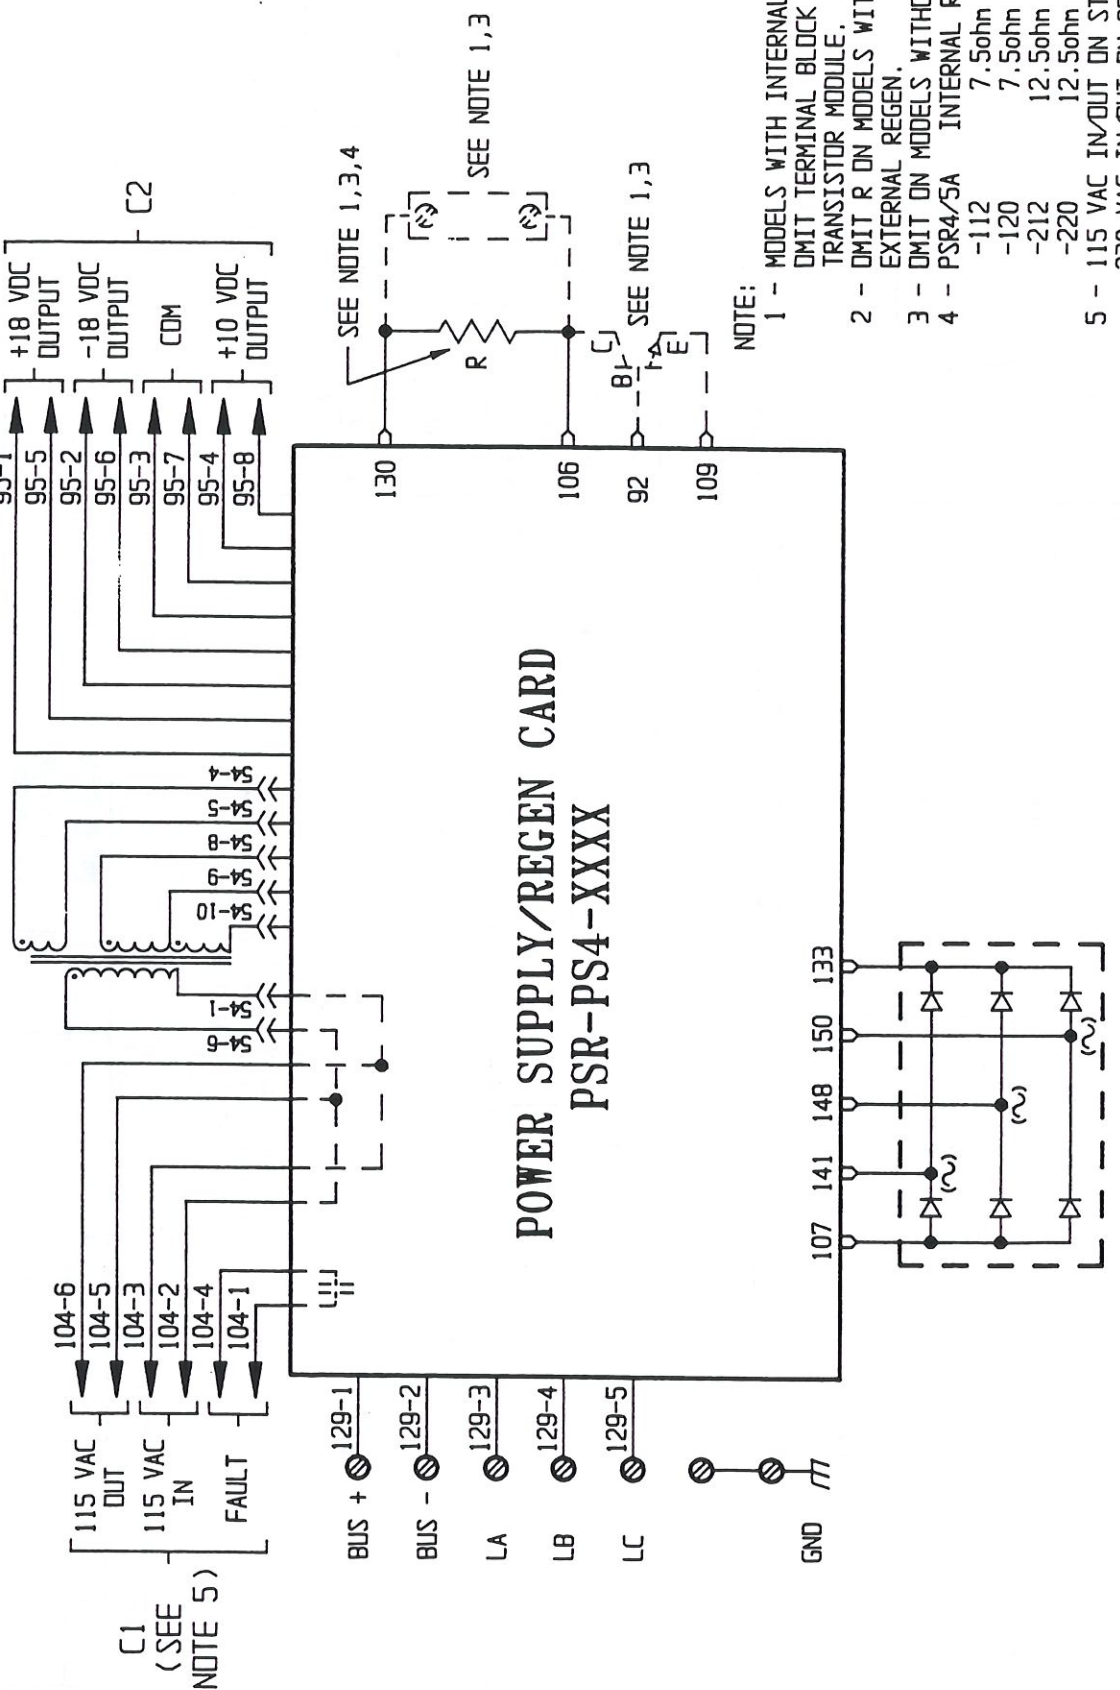 C1
(SEE
NOTE 5)
115 VAC
OUT
115 VAC
IN
FAULT
104-6
104-5
104-3
104-2
104-4
104-1
54-6
54-1
54-10
54-9
54-8
54-5
54-4
95-1
95-5
95-2
95-6
95-3
95-7
95-4
95-8
+18 VDC
OUTPUT
-18 VDC
OUTPUT
COM
+10 VDC
OUTPUT
C2
BUS +
129-1
BUS -
129-2
LA
129-3
LB
129-4
LC
129-5
GND
POWER SUPPLY/REGEN CARD
PSR-PS4-XXXX
130
106
92
109
SEE NOTE 1,3,4
R
SEE NOTE 1,3
C
B
E
SEE NOTE 1,3
107
141
148
150
133
NOTE:
1 - MODELS WITH INTERNAL
OMIT TERMINAL BLOCK
TRANSISTOR MODULE.
2 - OMIT R ON MODELS WIT
EXTERNAL REGEN.
3 - OMIT ON MODELS WITHO
4 - PSR4/5A INTERNAL R
-112 7.5ohn
-120 7.5ohn
-212 12.5ohn
-220 12.5ohn
5 - 115 VAC IN/OUT ON ST